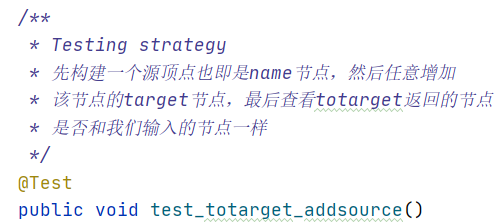 /**
* Testing strategy
* 先构建一个源顶点也即是name节点，然后任意增加
* 该节点的target节点，最后查看totarget返回的节点
* 是否和我们输入的节点一样
*/
@Test
public void test_totarget_addsource()